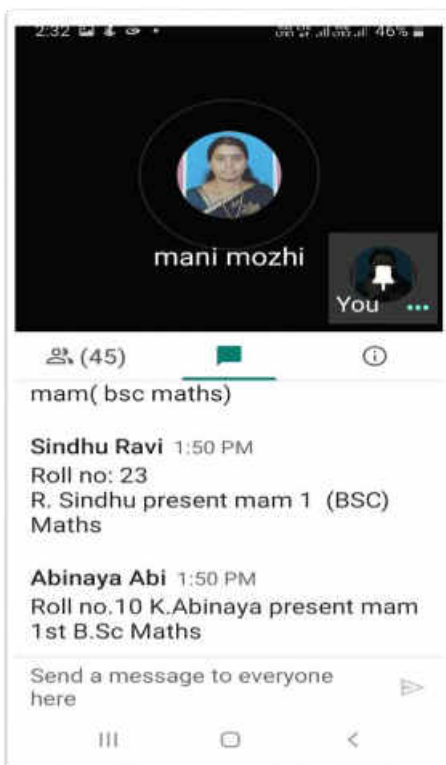 2:32
46%
mani mozhi
You
(45)
mam( bsc maths)
Sindhu Ravi 1:50 PM
Roll no: 23
R. Sindhu present mam 1 (BSC)
Maths
Abinaya Abi 1:50 PM
Roll no.10 K.Abinaya present mam
1st B.Sc Maths
Send a message to everyone
here